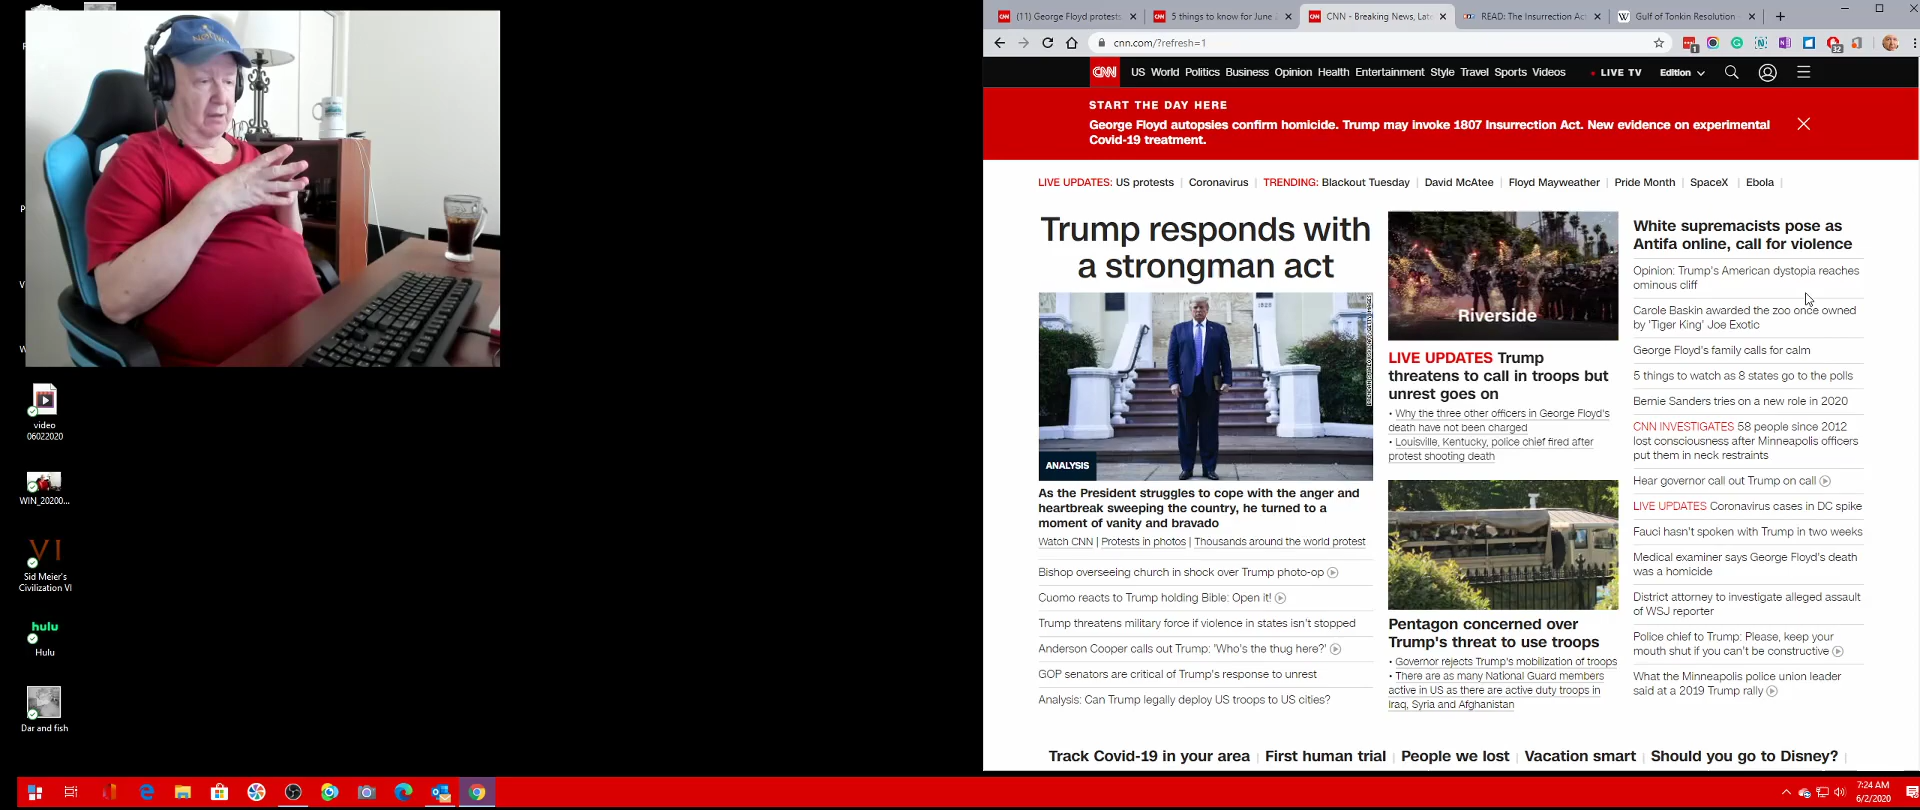 (11) George Floyd protests
5 things to know for June
CNN - Breaking News, Late
READ: The Insurrection Act
Gulf of Tonkin Resolution -
cnn.com/?refresh=1
1
32
CNN
US World Politics Business Opinion Health Entertainment Style Travel Sports Videos
LIVE TV
Edition
START THE DAY HERE
George Floyd autopsies confirm homicide. Trump may invoke 1807 Insurrection Act. New evidence on experimental
Covid-19 treatment.
LIVE UPDATES: US protests | Coronavirus | TRENDING: Blackout Tuesday | David McAtee | Floyd Mayweather | Pride Month | SpaceX | Ebola |
Trump responds with
a strongman act
ANALYSIS
As the President struggles to cope with the anger and
heartbreak sweeping the country, he turned to a
moment of vanity and bravado
Watch CNN | Protests in photos | Thousands around the world protest
Bishop overseeing church in shock over Trump photo-op
Cuomo reacts to Trump holding Bible: Open it!
Trump threatens military force if violence in states isn't stopped
Anderson Cooper calls out Trump: 'Who's the thug here?'
GOP senators are critical of Trump's response to unrest
Analysis: Can Trump legally deploy US troops to US cities?
Riverside
LIVE UPDATES Trump
threatens to call in troops but
unrest goes on
• Why the three other officers in George Floyd's
death have not been charged
• Louisville, Kentucky, police chief fired after
protest shooting death
Pentagon concerned over
Trump's threat to use troops
• Governor rejects Trump's mobilization of troops
• There are as many National Guard members
active in US as there are active duty troops in
Iraq, Syria and Afghanistan
White supremacists pose as
Antifa online, call for violence
Opinion: Trump's American dystopia reaches
ominous cliff
Carole Baskin awarded the zoo once owned
by 'Tiger King' Joe Exotic
George Floyd's family calls for calm
5 things to watch as 8 states go to the polls
Bernie Sanders tries on a new role in 2020
CNN INVESTIGATES 58 people since 2012
lost consciousness after Minneapolis officers
put them in neck restraints
Hear governor call out Trump on call
LIVE UPDATES Coronavirus cases in DC spike
Fauci hasn't spoken with Trump in two weeks
Medical examiner says George Floyd's death
was a homicide
District attorney to investigate alleged assault
of WSJ reporter
Police chief to Trump: Please, keep your
mouth shut if you can't be constructive
What the Minneapolis police union leader
said at a 2019 Trump rally
Track Covid-19 in your area | First human trial | People we lost | Vacation smart | Should you go to Disney? |
video
06022020
WIN_20200...
VI
Sid Meier's
Civilization VI
hulu
Hulu
Dar and fish
7:24 AM
6/2/2020